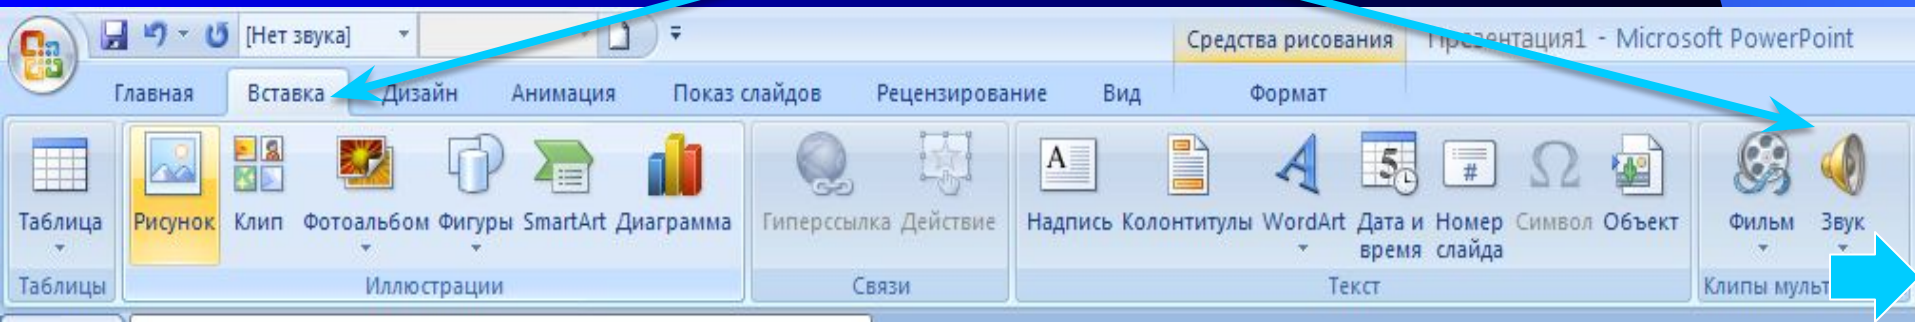 [Нет звука]
Средства рисования
Презентация1 - Microsoft PowerPoint
Главная Вставка Дизайн Анимация Показ слайдов Рецензирование Вид Формат
Таблица Рисунок Клип Фотоальбом Фигуры SmartArt Диаграмма Гиперссылка Действие Надпись Колонтитулы WordArt Дата и время Номер слайда Символ Объект Фильм Звук
Таблицы Иллюстрации Связи Текст Клипы мульт